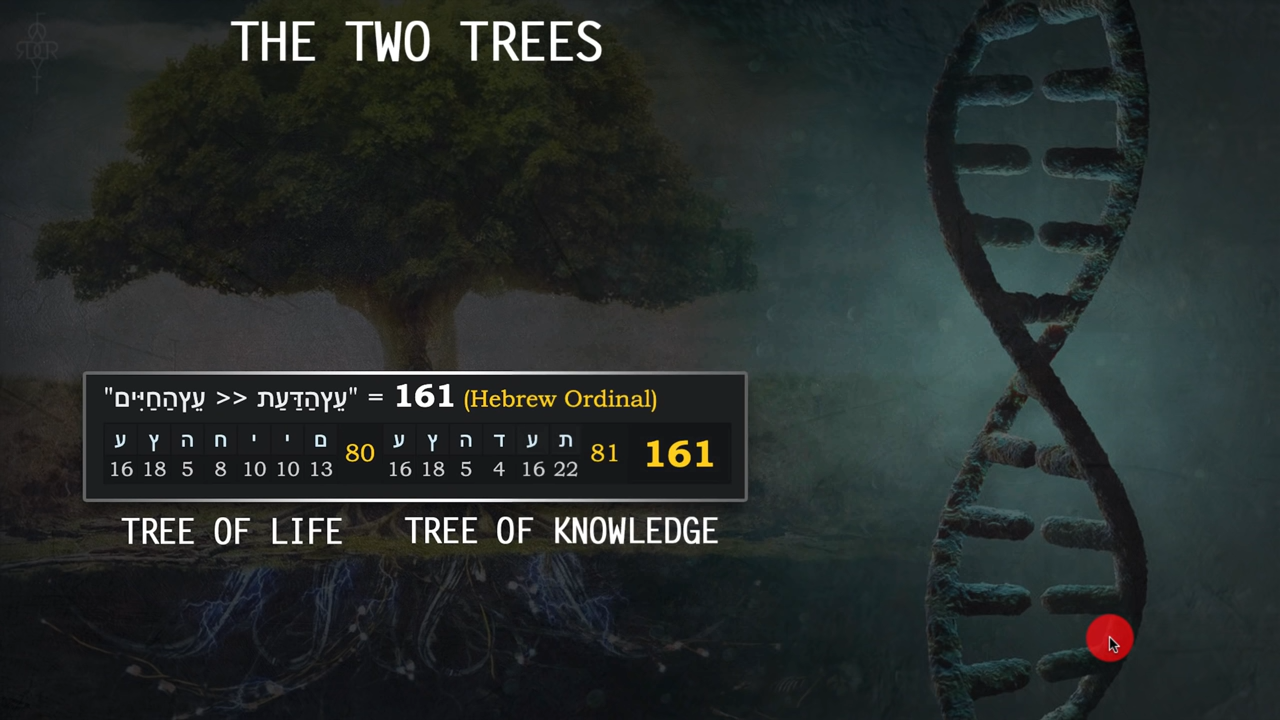 THE TWO TREES
"עֵץהַחַיִּים << עֵץהַדַּעַת" = 161 (Hebrew Ordinal)
ע ץ ה ח י י ם 80 ע ץ ה ד ע ת 81 161
16 18 5 8 10 10 13 16 18 5 4 16 22
TREE OF LIFE TREE OF KNOWLEDGE